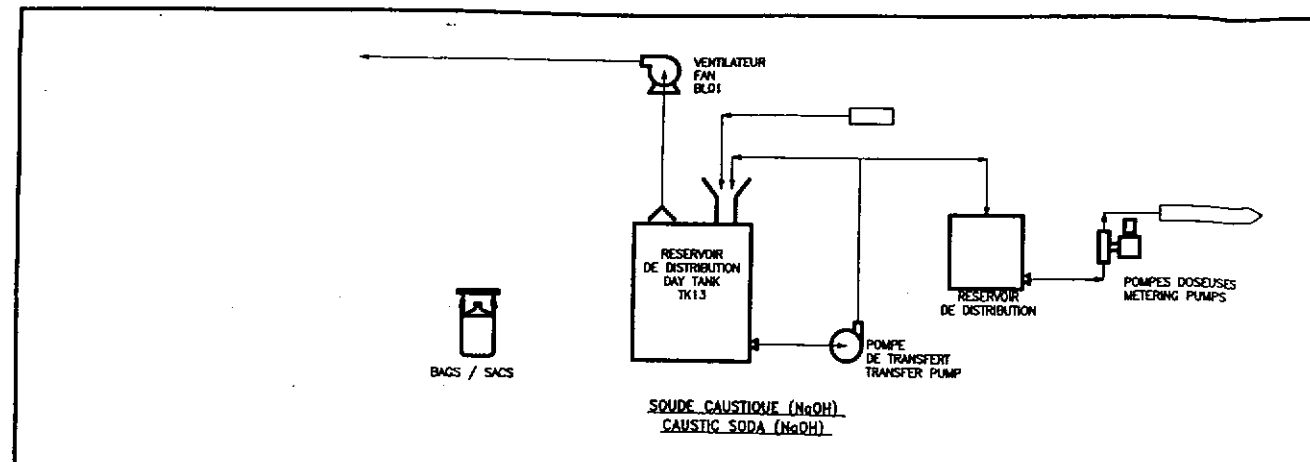 VENTILATEUR
FAN
BL01
RESERVOIR
DE DISTRIBUTION
DAY TANK
TK13
RESERVOIR
DE DISTRIBUTION
POMPES DOSEUSES
METERING PUMPS
POMPE
DE TRANSFERT
TRANSFER PUMP
BAGS / SACS
SOUDE CAUSTIQUE (NaOH)
CAUSTIC SODA (NaOH)